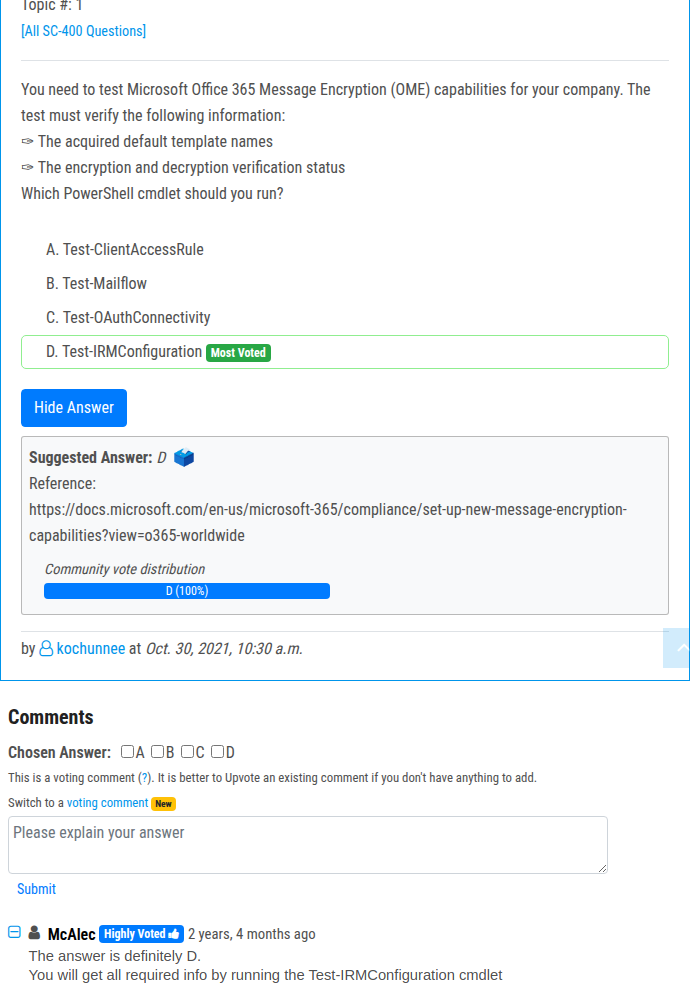 Topic #: 1
[All SC-400 Questions]
You need to test Microsoft Office 365 Message Encryption (OME) capabilities for your company. The
test must verify the following information:
✑ The acquired default template names
✑ The encryption and decryption verification status
Which PowerShell cmdlet should you run?
A. Test-ClientAccessRule
B. Test-Mailflow
C. Test-OAuthConnectivity
D. Test-IRMConfiguration Most Voted
Hide Answer
Suggested Answer: D
Reference:
https://docs.microsoft.com/en-us/microsoft-365/compliance/set-up-new-message-encryption-
capabilities?view=o365-worldwide
Community vote distribution
D (100%)
by kochunnee at Oct. 30, 2021, 10:30 a.m.
Comments
Chosen Answer: A B C D
This is a voting comment (?). It is better to Upvote an existing comment if you don't have anything to add.
Switch to a voting comment New
Please explain your answer
Submit
McAlec Highly Voted 2 years, 4 months ago
The answer is definitely D.
You will get all required info by running the Test-IRMConfiguration cmdlet